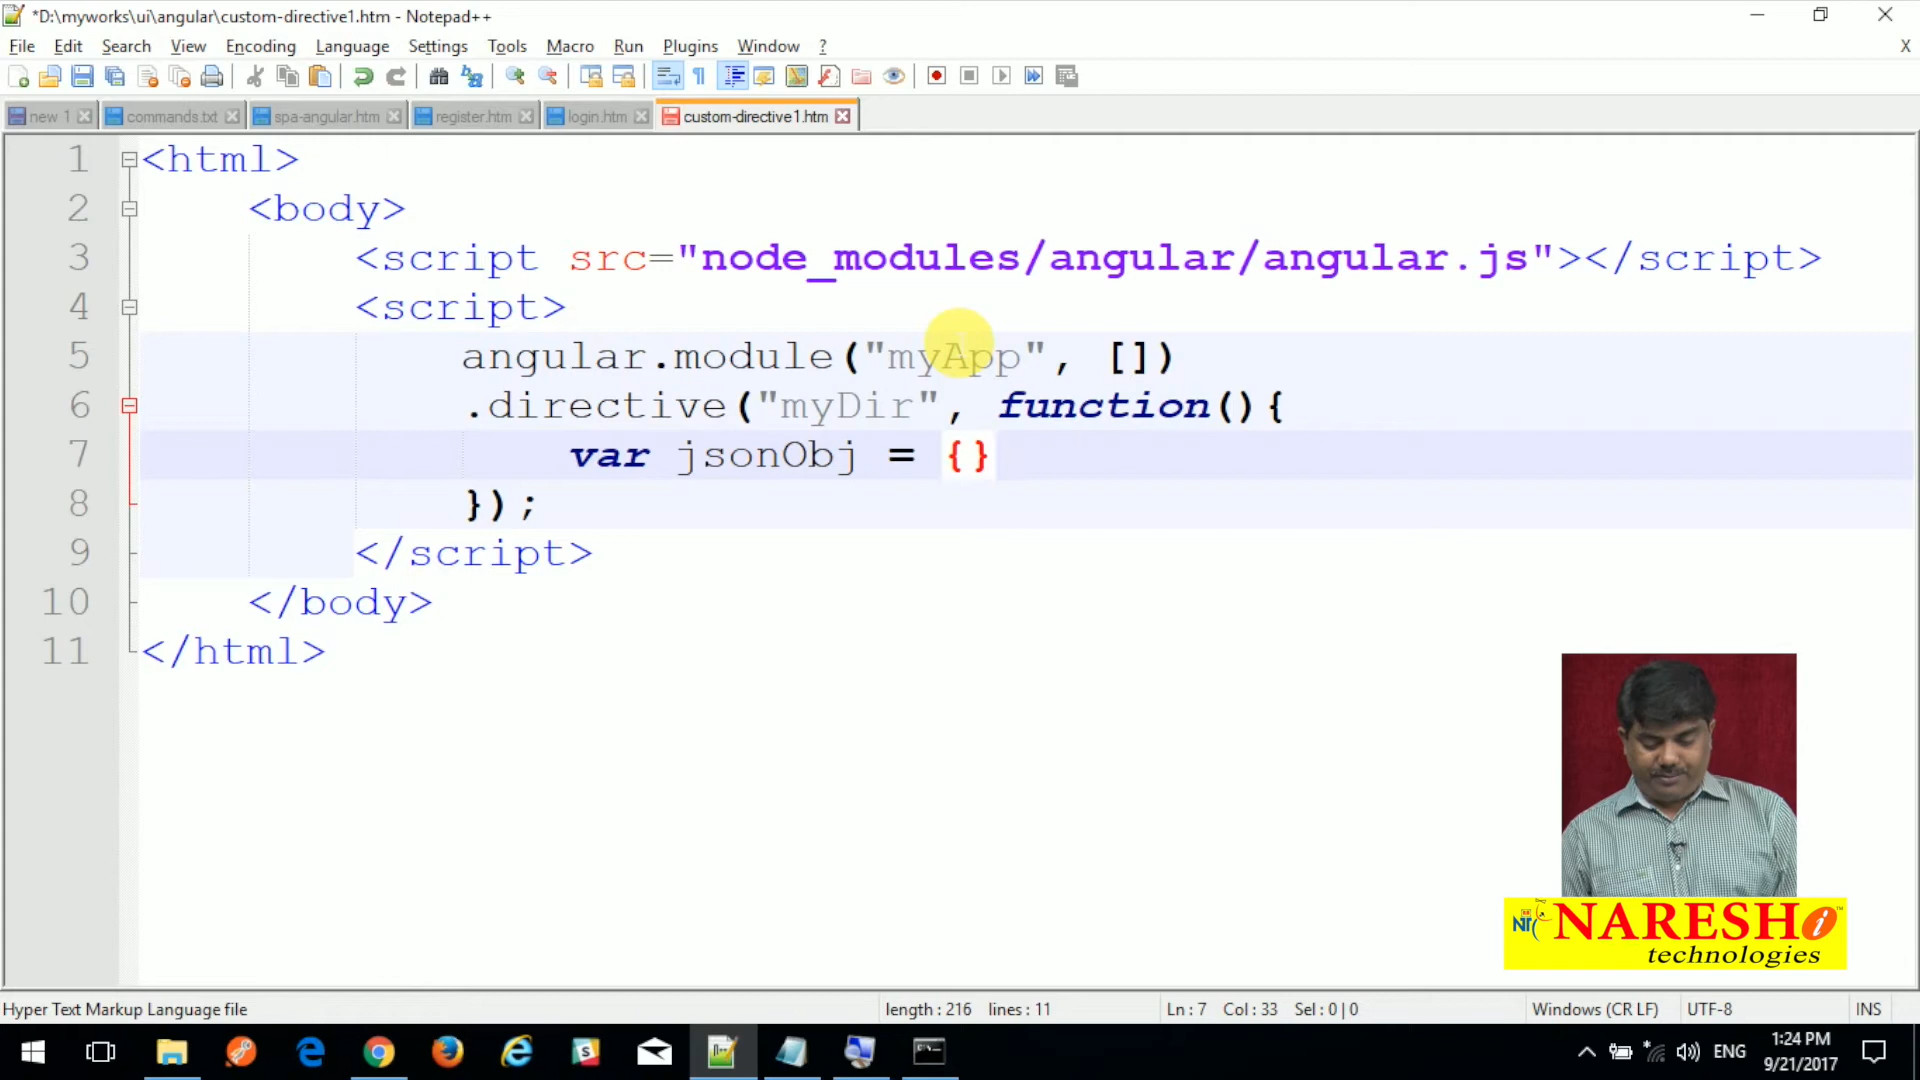 *D:\myworks\ui\angular\custom-directive1.htm - Notepad++
File Edit Search View Encoding Language Settings Tools Macro Run Plugins Window ? X
new 1 commands.txt spa-angular.htm register.htm login.htm custom-directive1.htm
1 <html>
2 <body>
3 <script src="node_modules/angular/angular.js"></script>
4 <script>
5 angular.module("myApp", [])
6 .directive("myDir", function(){
7 var jsonObj = {}
8 });
9 </script>
10 </body>
11 </html>
NARESH i
technologies
Hyper Text Markup Language file length : 216 lines : 11 Ln : 7 Col : 33 Sel : 0 | 0 Windows (CR LF) UTF-8 INS
ENG 1:24 PM
9/21/2017